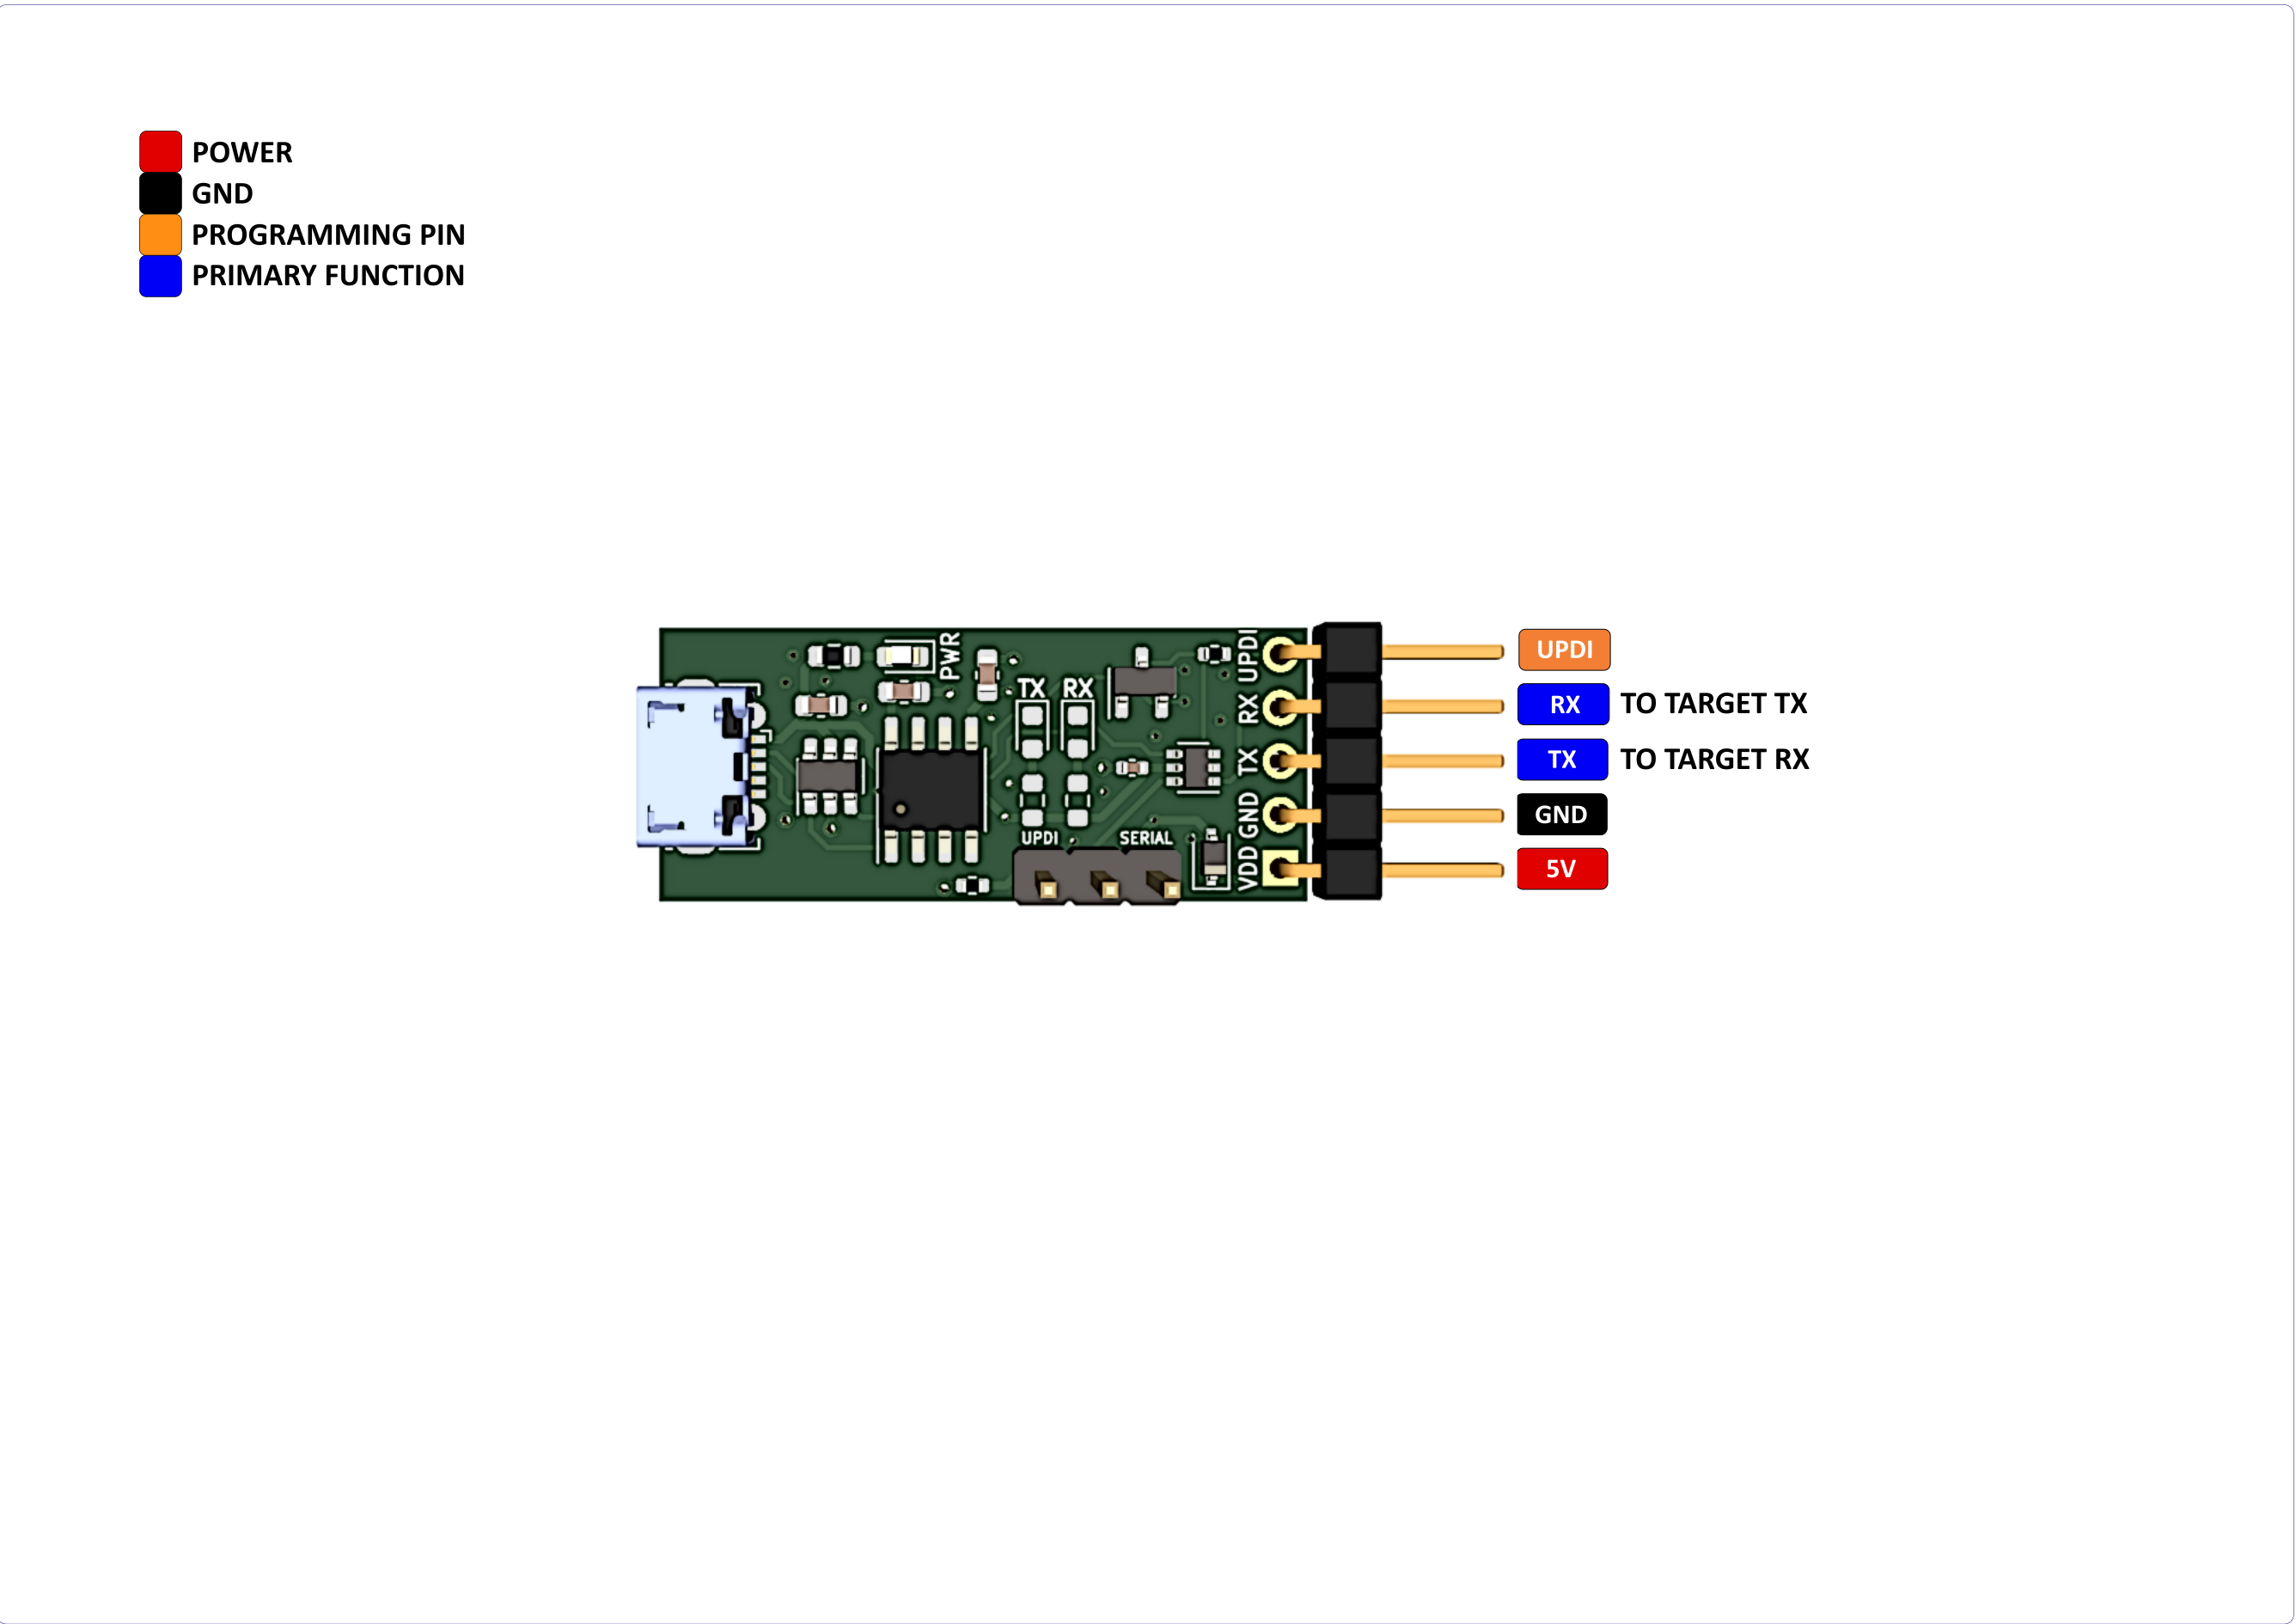 POWER
GND
PROGRAMMING PIN
PRIMARY FUNCTION
PWR
TX RX
UPDI
RX
TX
GND
VDD
UPDI SERIAL
UPDI
RX TO TARGET TX
TX TO TARGET RX
GND
5V